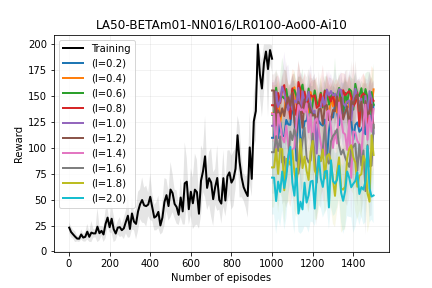 LA50-BETAm01-NN016/LR0100-Ao00-Ai10
200
175
150
125
100
75
50
25
0
Reward
Training
(l=0.2)
(l=0.4)
(l=0.6)
(l=0.8)
(l=1.0)
(l=1.2)
(l=1.4)
(l=1.6)
(l=1.8)
(l=2.0)
0 200 400 600 800 1000 1200 1400
Number of episodes